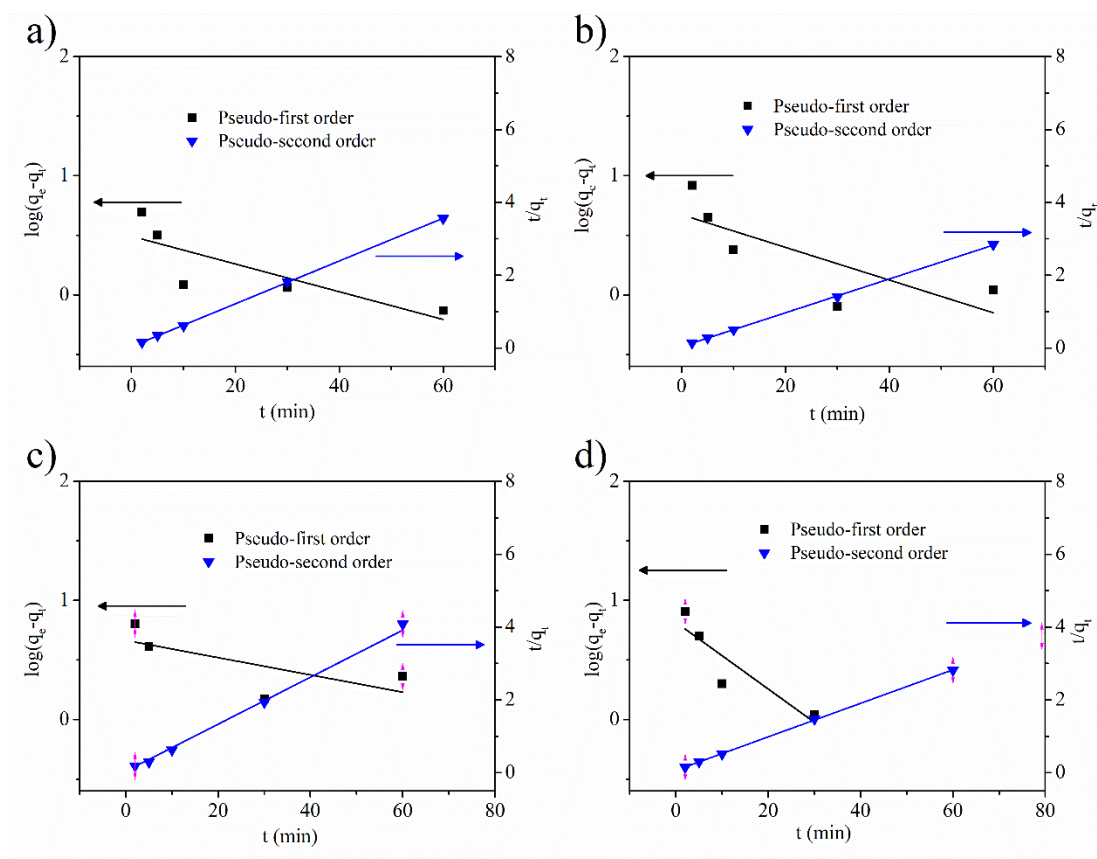 a)
2
1
0
log(qₑ-qₜ)
Pseudo-first order
Pseudo-second order
8
6
4
2
0
t/qₜ
0 20 40 60
t (min)
b)
2
1
0
log(q꜀-qₜ)
Pseudo-first order
Pseudo-second order
8
6
4
2
0
t/qₜ
0 20 40 60
t (min)
c)
2
1
0
log(qₑ-qₜ)
Pseudo-first order
Pseudo-second order
8
6
4
2
0
t/qₜ
0 20 40 60 80
t (min)
d)
2
1
0
log(qₑ-qₜ)
Pseudo-first order
Pseudo-second order
8
6
4
2
0
t/qₜ
0 20 40 60 80
t (min)